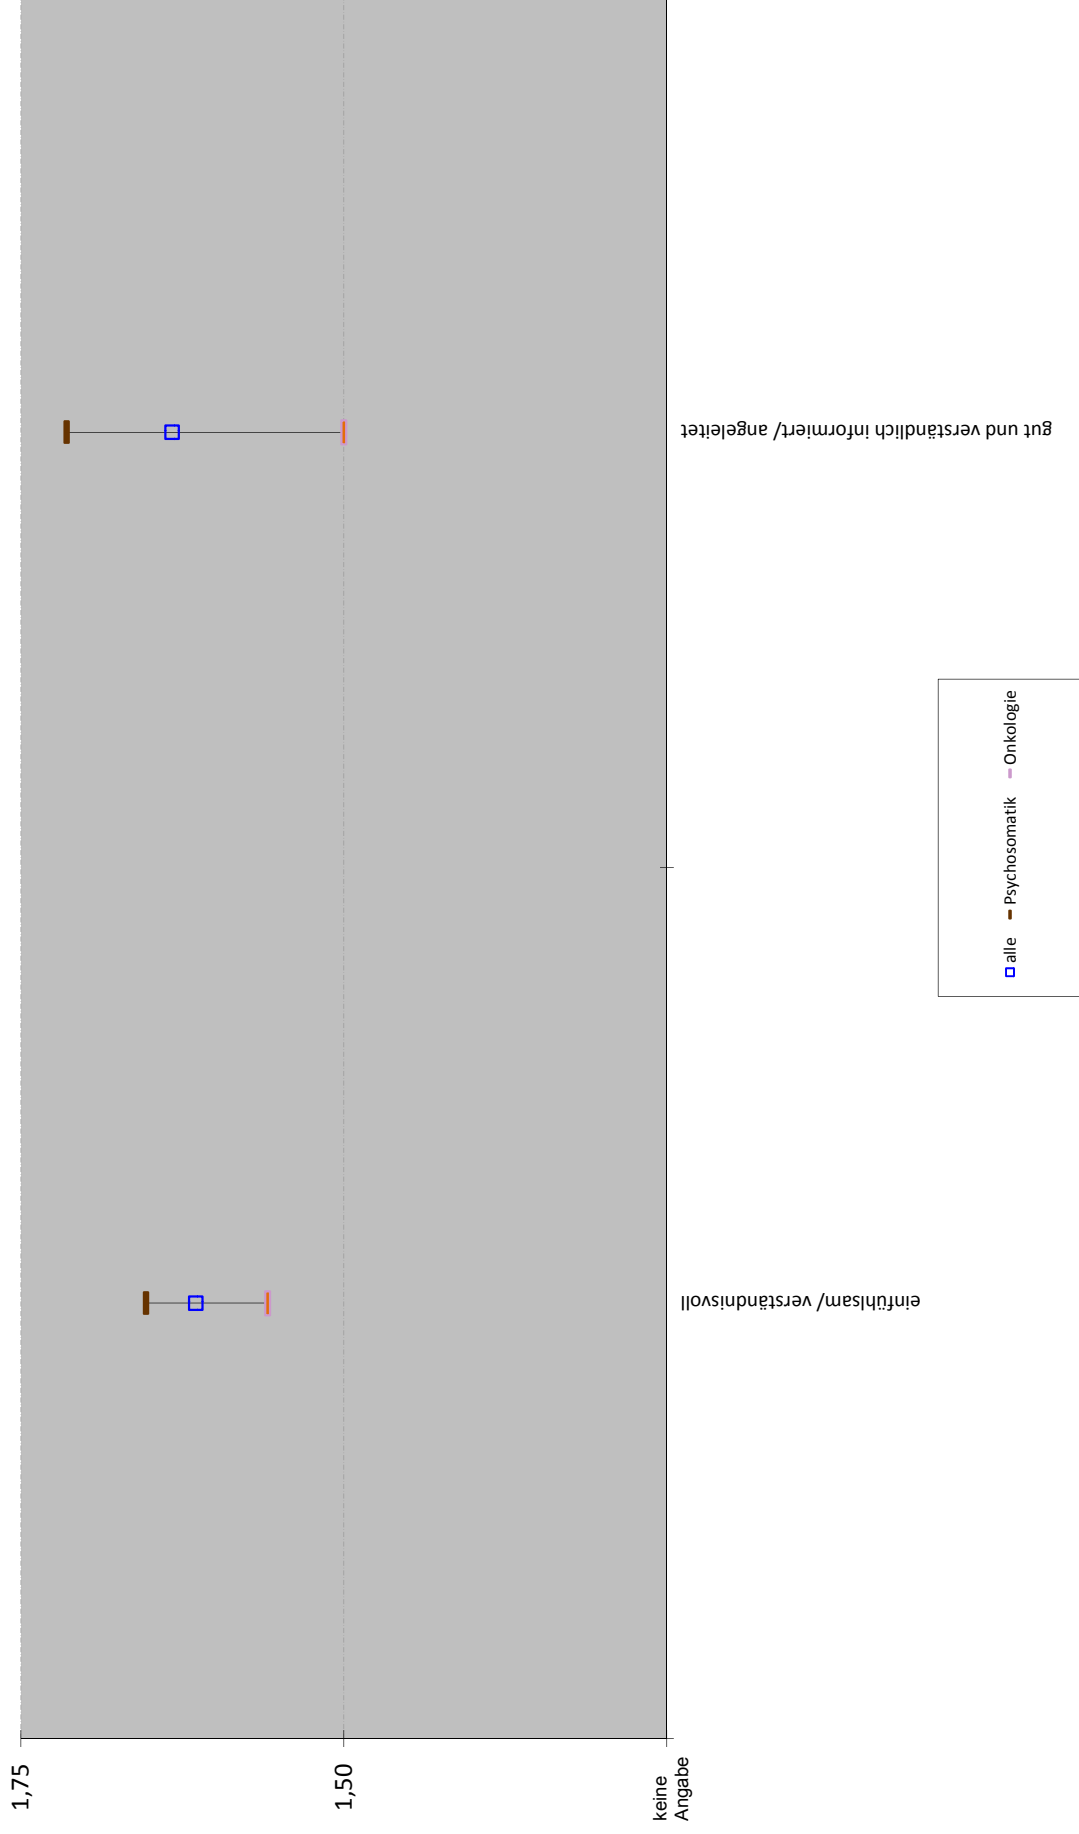 1,75
1,50
keine
Angabe
einfühlsam/ verständnisvoll
gut und verständlich informiert/ angeleitet
alle
Psychosomatik
Onkologie